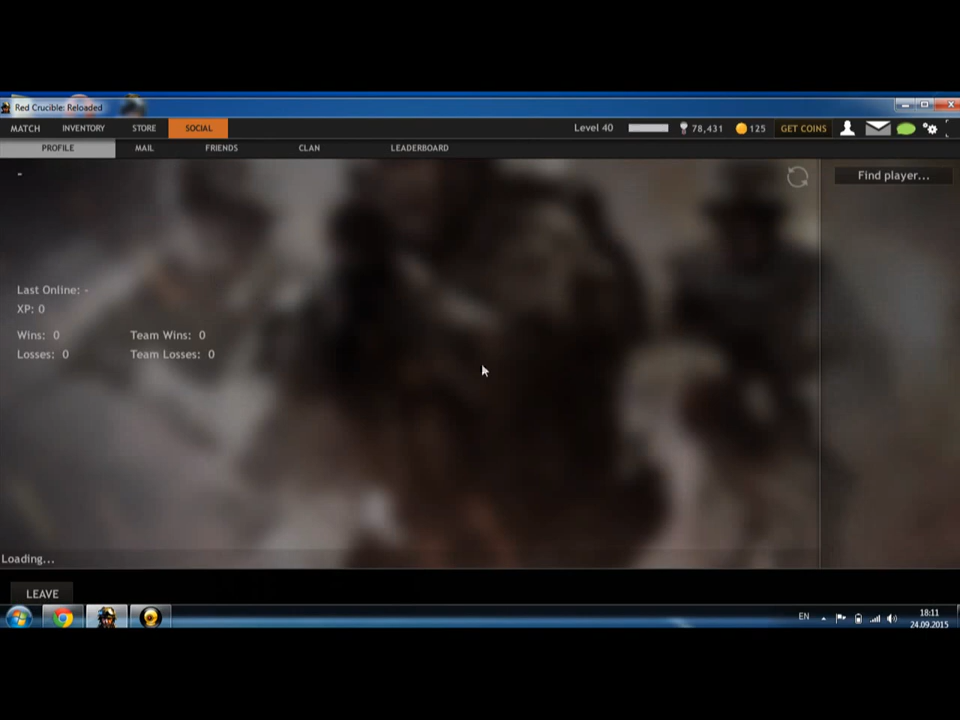 Red Crucible: Reloaded
MATCH INVENTORY STORE SOCIAL Level 40 78,431 125 GET COINS
PROFILE MAIL FRIENDS CLAN LEADERBOARD
- Find player...
Last Online: -
XP: 0
Wins: 0 Team Wins: 0
Losses: 0 Team Losses: 0
Loading...
LEAVE
EN 18:11
24.09.2015